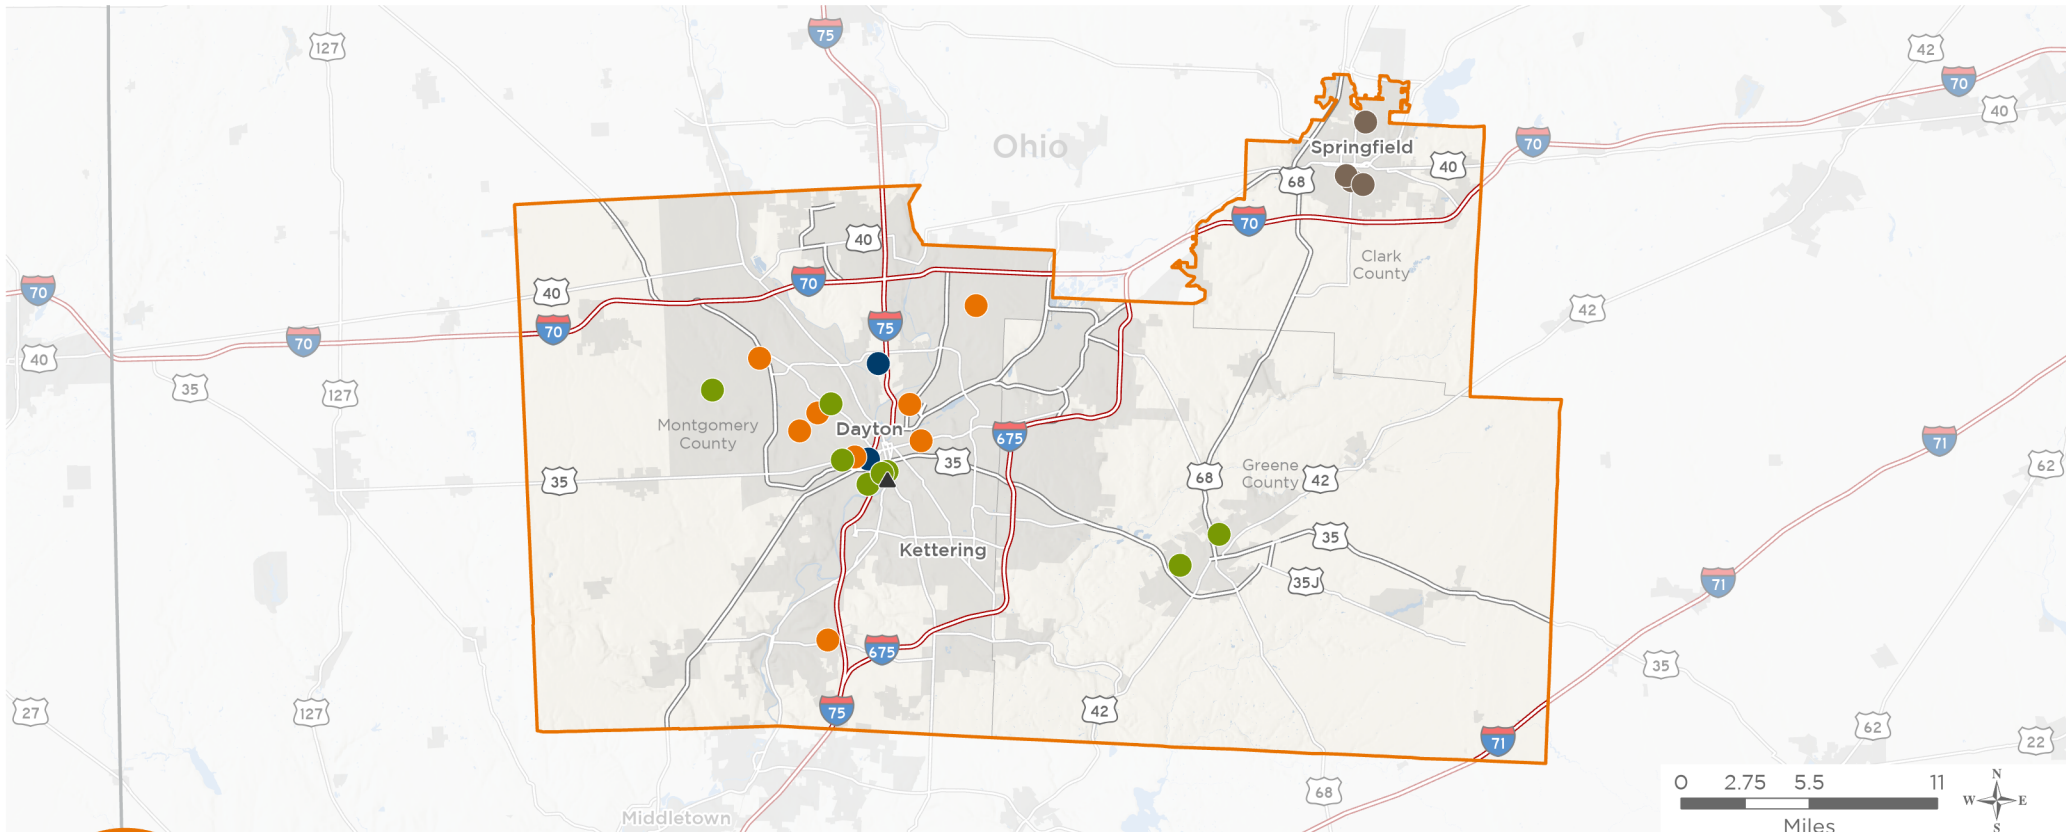 127
75
42
70
40
Ohio
70
Springfield
40
68
70
40
Clark
County
70
40
70
75
42
70
70
40
35
127
Montgomery
County
Dayton
675
71
35
35
68
Greene
County
42
62
Kettering
35
35J
71
675
35
27
127
75
42
71
62
22
68
Middletown
0 2.75 5.5 11
Miles
N
W E
S